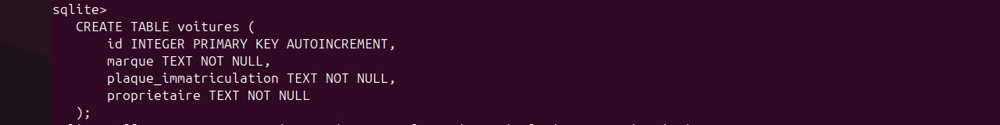 sqlite>
CREATE TABLE voitures (
id INTEGER PRIMARY KEY AUTOINCREMENT,
marque TEXT NOT NULL,
plaque_immatriculation TEXT NOT NULL,
proprietaire TEXT NOT NULL
);